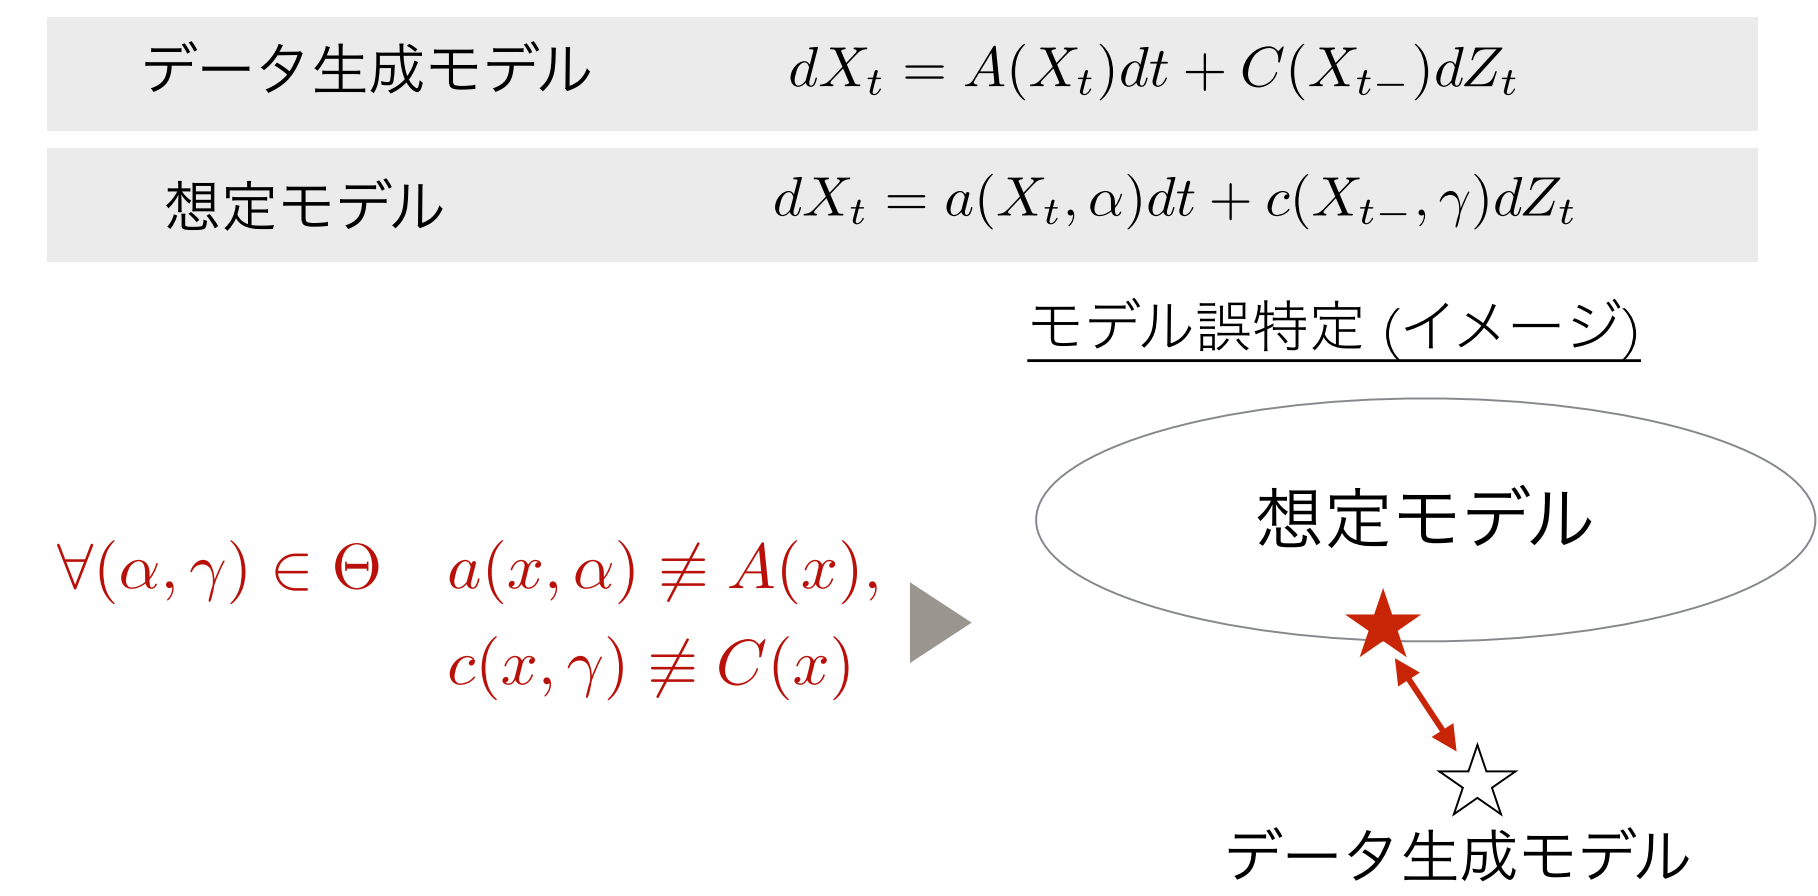 データ生成モデル dX_t = A(X_t)dt + C(X_{t−})dZ_t
想定モデル dX_t = a(X_t, α)dt + c(X_{t−}, γ)dZ_t
モデル誤特定 (イメージ)
∀(α, γ) ∈ Θ a(x, α) ≢ A(x),
c(x, γ) ≢ C(x)
想定モデル
データ生成モデル